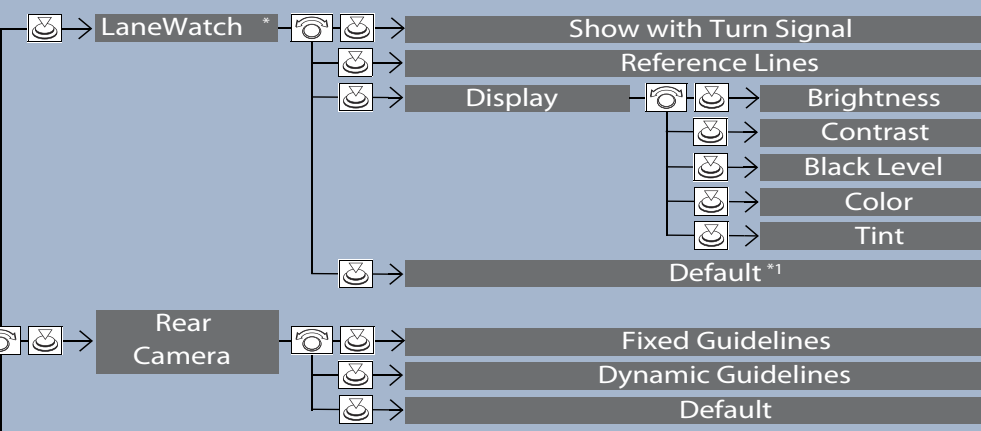 LaneWatch *
Show with Turn Signal
Reference Lines
Display
Brightness
Contrast
Black Level
Color
Tint
Default *1
Rear
Camera
Fixed Guidelines
Dynamic Guidelines
Default